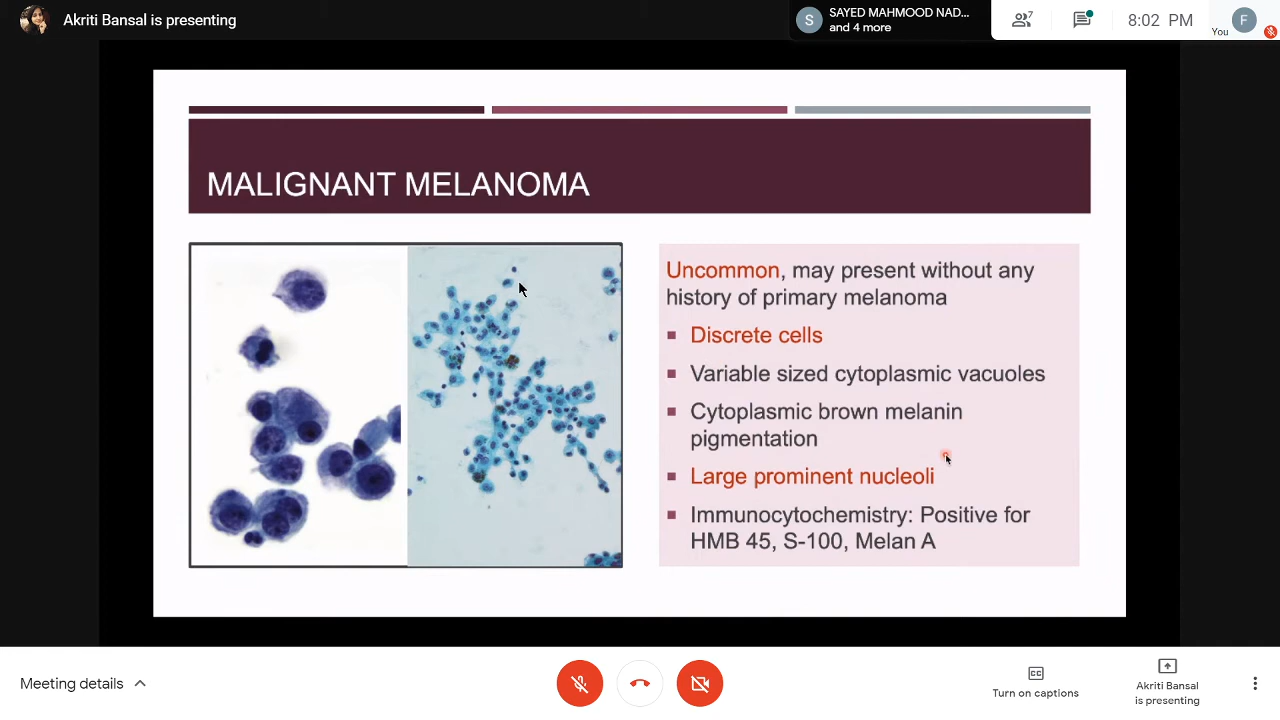 Akriti Bansal is presenting
S
SAYED MAHMOOD NAD...
and 4 more
7
8:02 PM
You
F
MALIGNANT MELANOMA
Uncommon, may present without any
history of primary melanoma
Discrete cells
Variable sized cytoplasmic vacuoles
Cytoplasmic brown melanin
pigmentation
Large prominent nucleoli
Immunocytochemistry: Positive for
HMB 45, S-100, Melan A
Meeting details
CC
Turn on captions
Akriti Bansal
is presenting